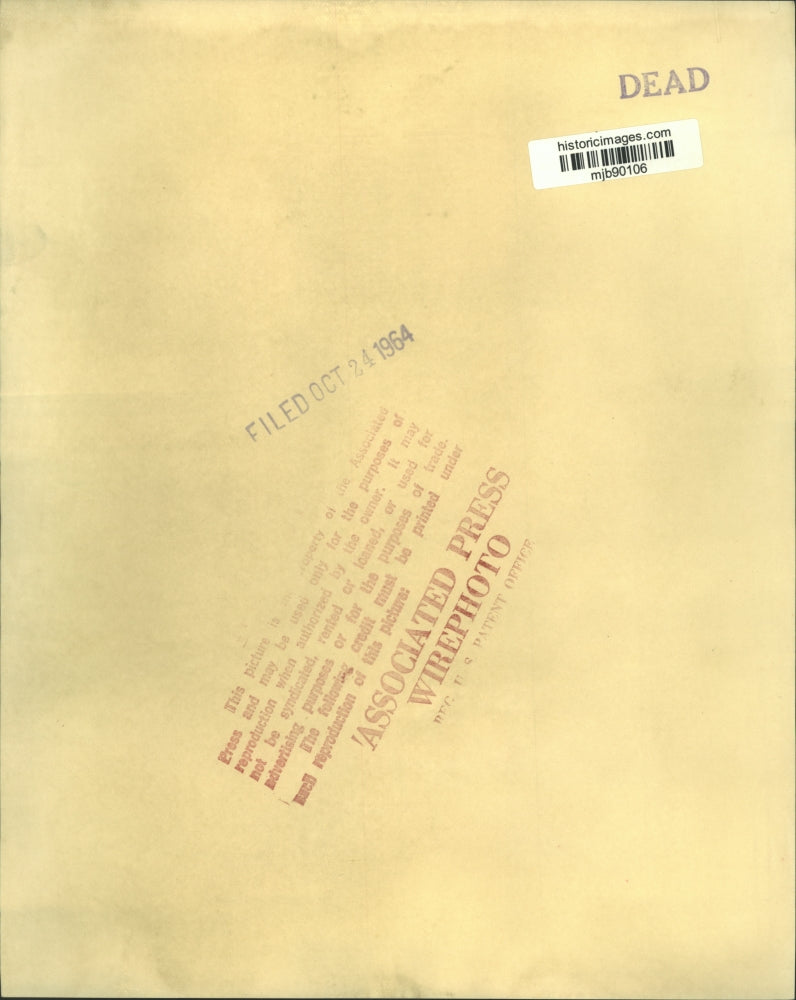 DEAD
historicimages.com
mjb90106
FILED OCT 24 1964
This picture is the Associated
Press and may be used only for the purposes of
reproduction when authorized by the owner. It may
not be syndicated, rented or loaned, or used for
advertising purposes or for the purposes of trade.
The following credit must be printed under
each reproduction of this picture:
ASSOCIATED PRESS
WIREPHOTO
REG. U. S. PATENT OFFICE